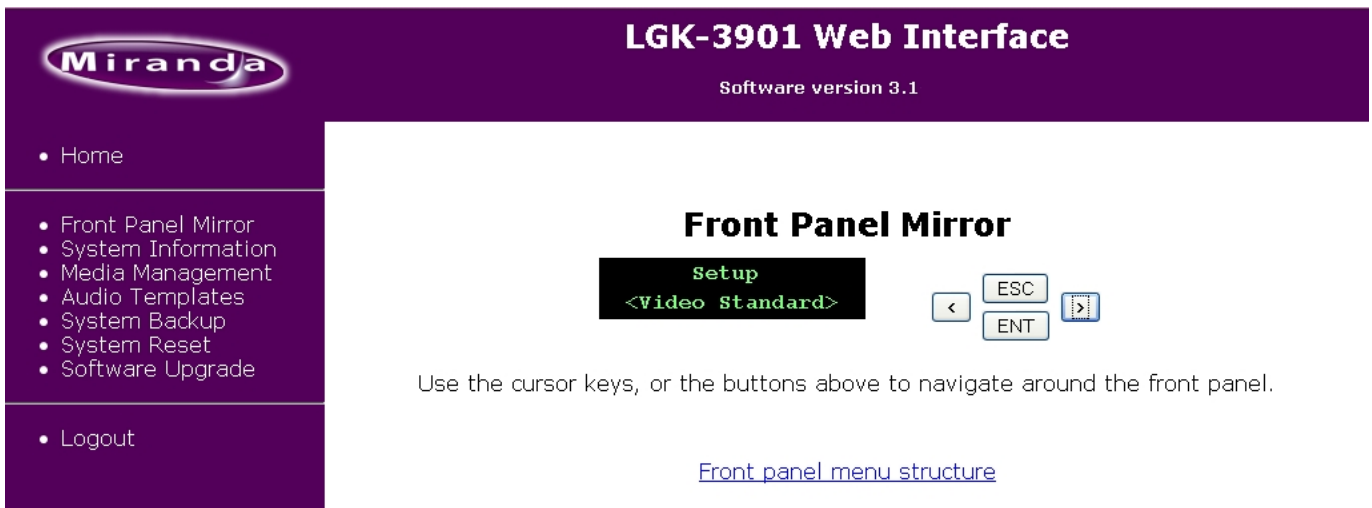 Miranda
LGK-3901 Web Interface
Software version 3.1
Home
Front Panel Mirror
System Information
Media Management
Audio Templates
System Backup
System Reset
Software Upgrade
Logout
Front Panel Mirror
Setup
<Video Standard>
<
ESC
ENT
>
Use the cursor keys, or the buttons above to navigate around the front panel.
Front panel menu structure